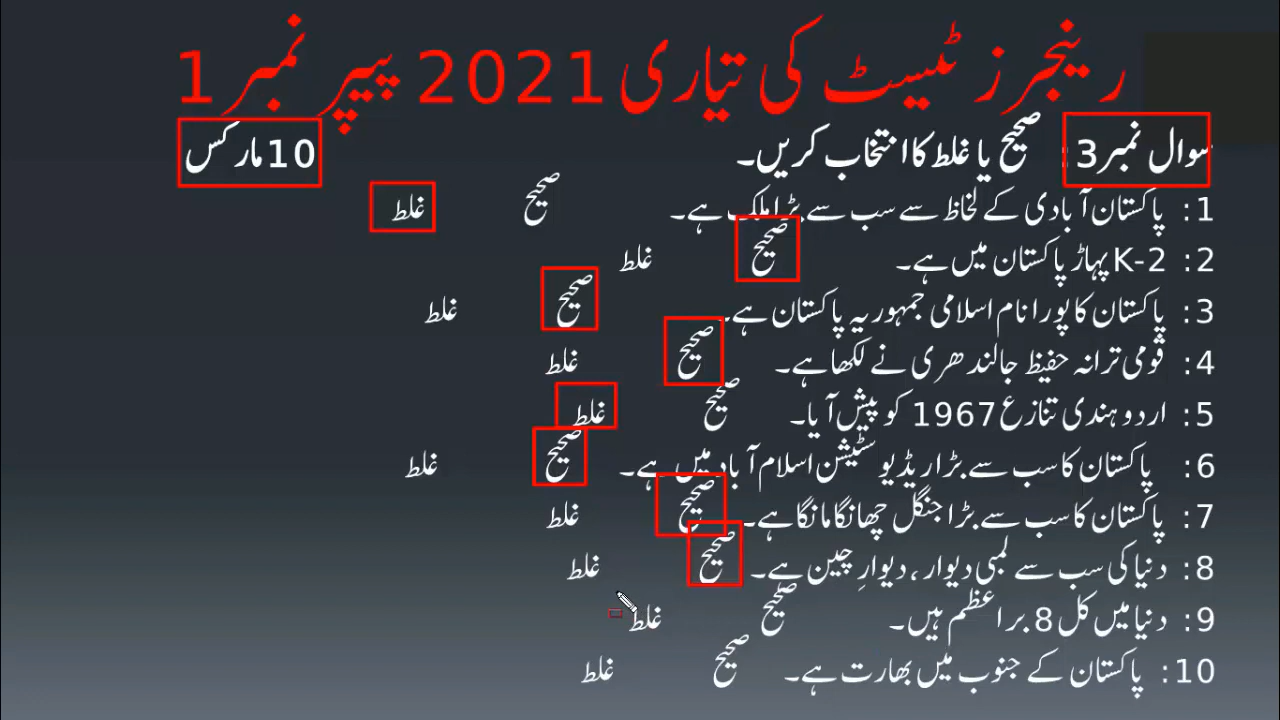 رینجرز ٹیسٹ کی تیاری 2021 پیپر نمبر 1
سوال نمبر3: صحیح یا غلط کا انتخاب کریں۔ 10 مارکس
1: پاکستان آبادی کے لحاظ سے سب سے بڑا ملک ہے۔ صحیح غلط
2: K-2 پہاڑ پاکستان میں ہے۔ صحیح غلط
3: پاکستان کا پورا نام اسلامی جمہوریہ پاکستان ہے۔ صحیح غلط
4: قومی ترانہ حفیظ جالندھری نے لکھا ہے۔ صحیح غلط
5: اردو ہندی تنازع 1967 کو پیش آیا۔ صحیح غلط
6: پاکستان کا سب سے بڑا ریڈیو سٹیشن اسلام آباد میں ہے۔ صحیح غلط
7: پاکستان کا سب سے بڑا جنگل چھانگا مانگا ہے۔ صحیح غلط
8: دنیا کی سب سے لمبی دیوار، دیوارِ چین ہے۔ صحیح غلط
9: دنیا میں کل 8 براعظم ہیں۔ صحیح غلط
10: پاکستان کے جنوب میں بھارت ہے۔ صحیح غلط